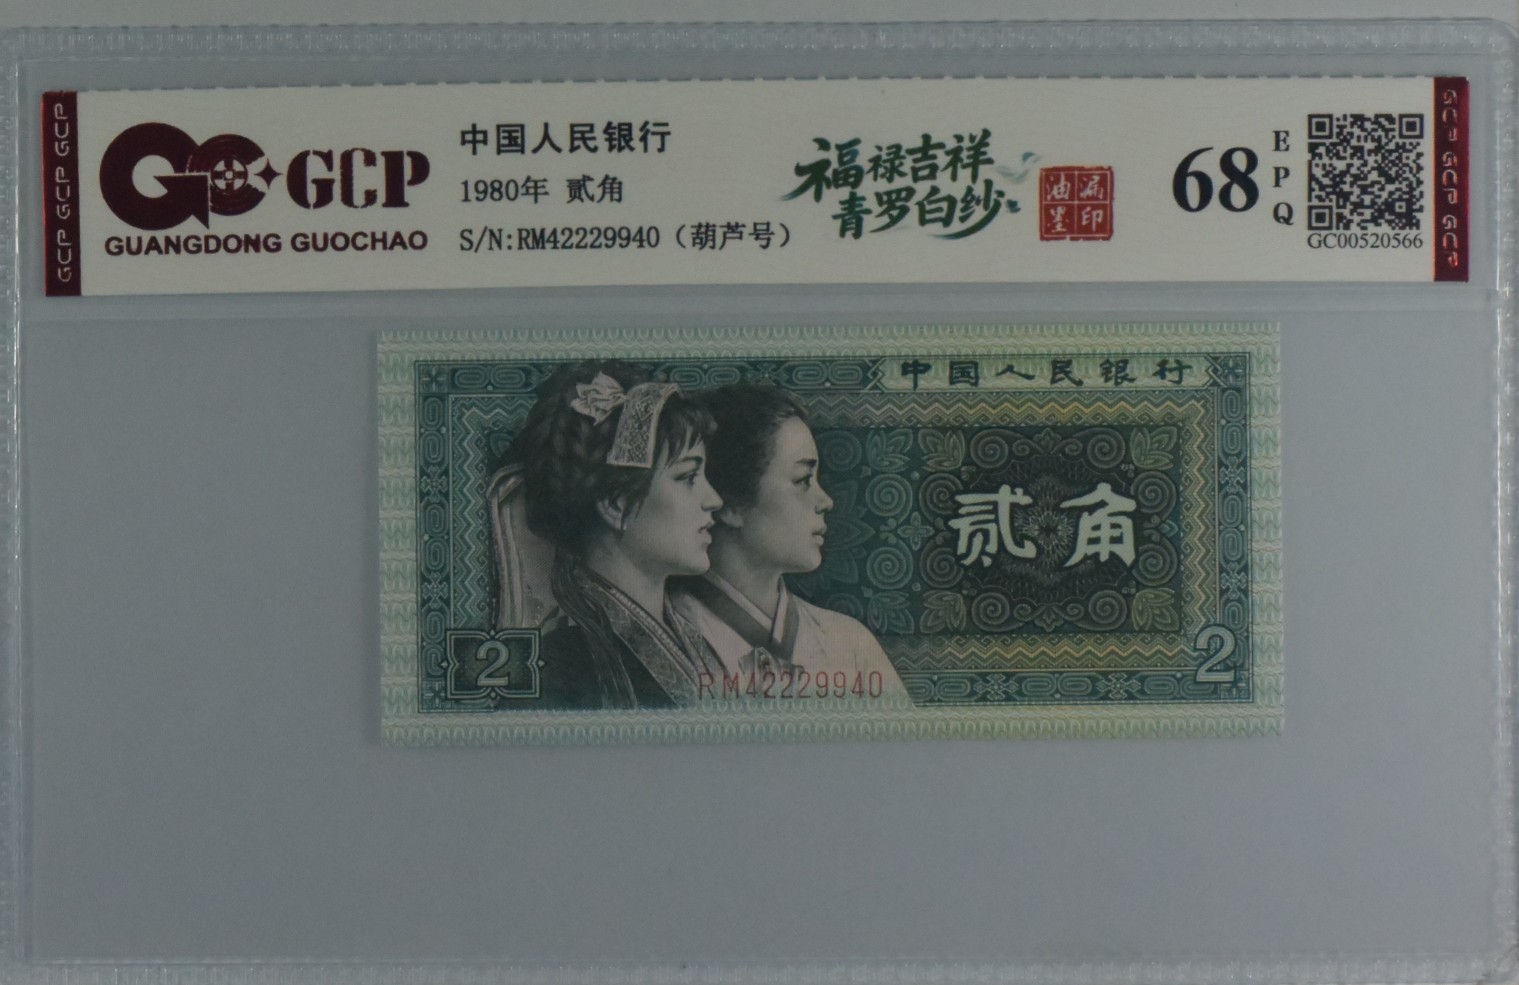 GCP GCP GCP
GCP
GUANGDONG GUOCHAO
中国人民银行
1980年 贰角
S/N:RM42229940（葫芦号）
福禄吉祥
青罗白纱
漏印
油墨
68
EPQ
GC00520566
GCP GCP GCP
中国人民银行
贰角
2
2
RM42229940